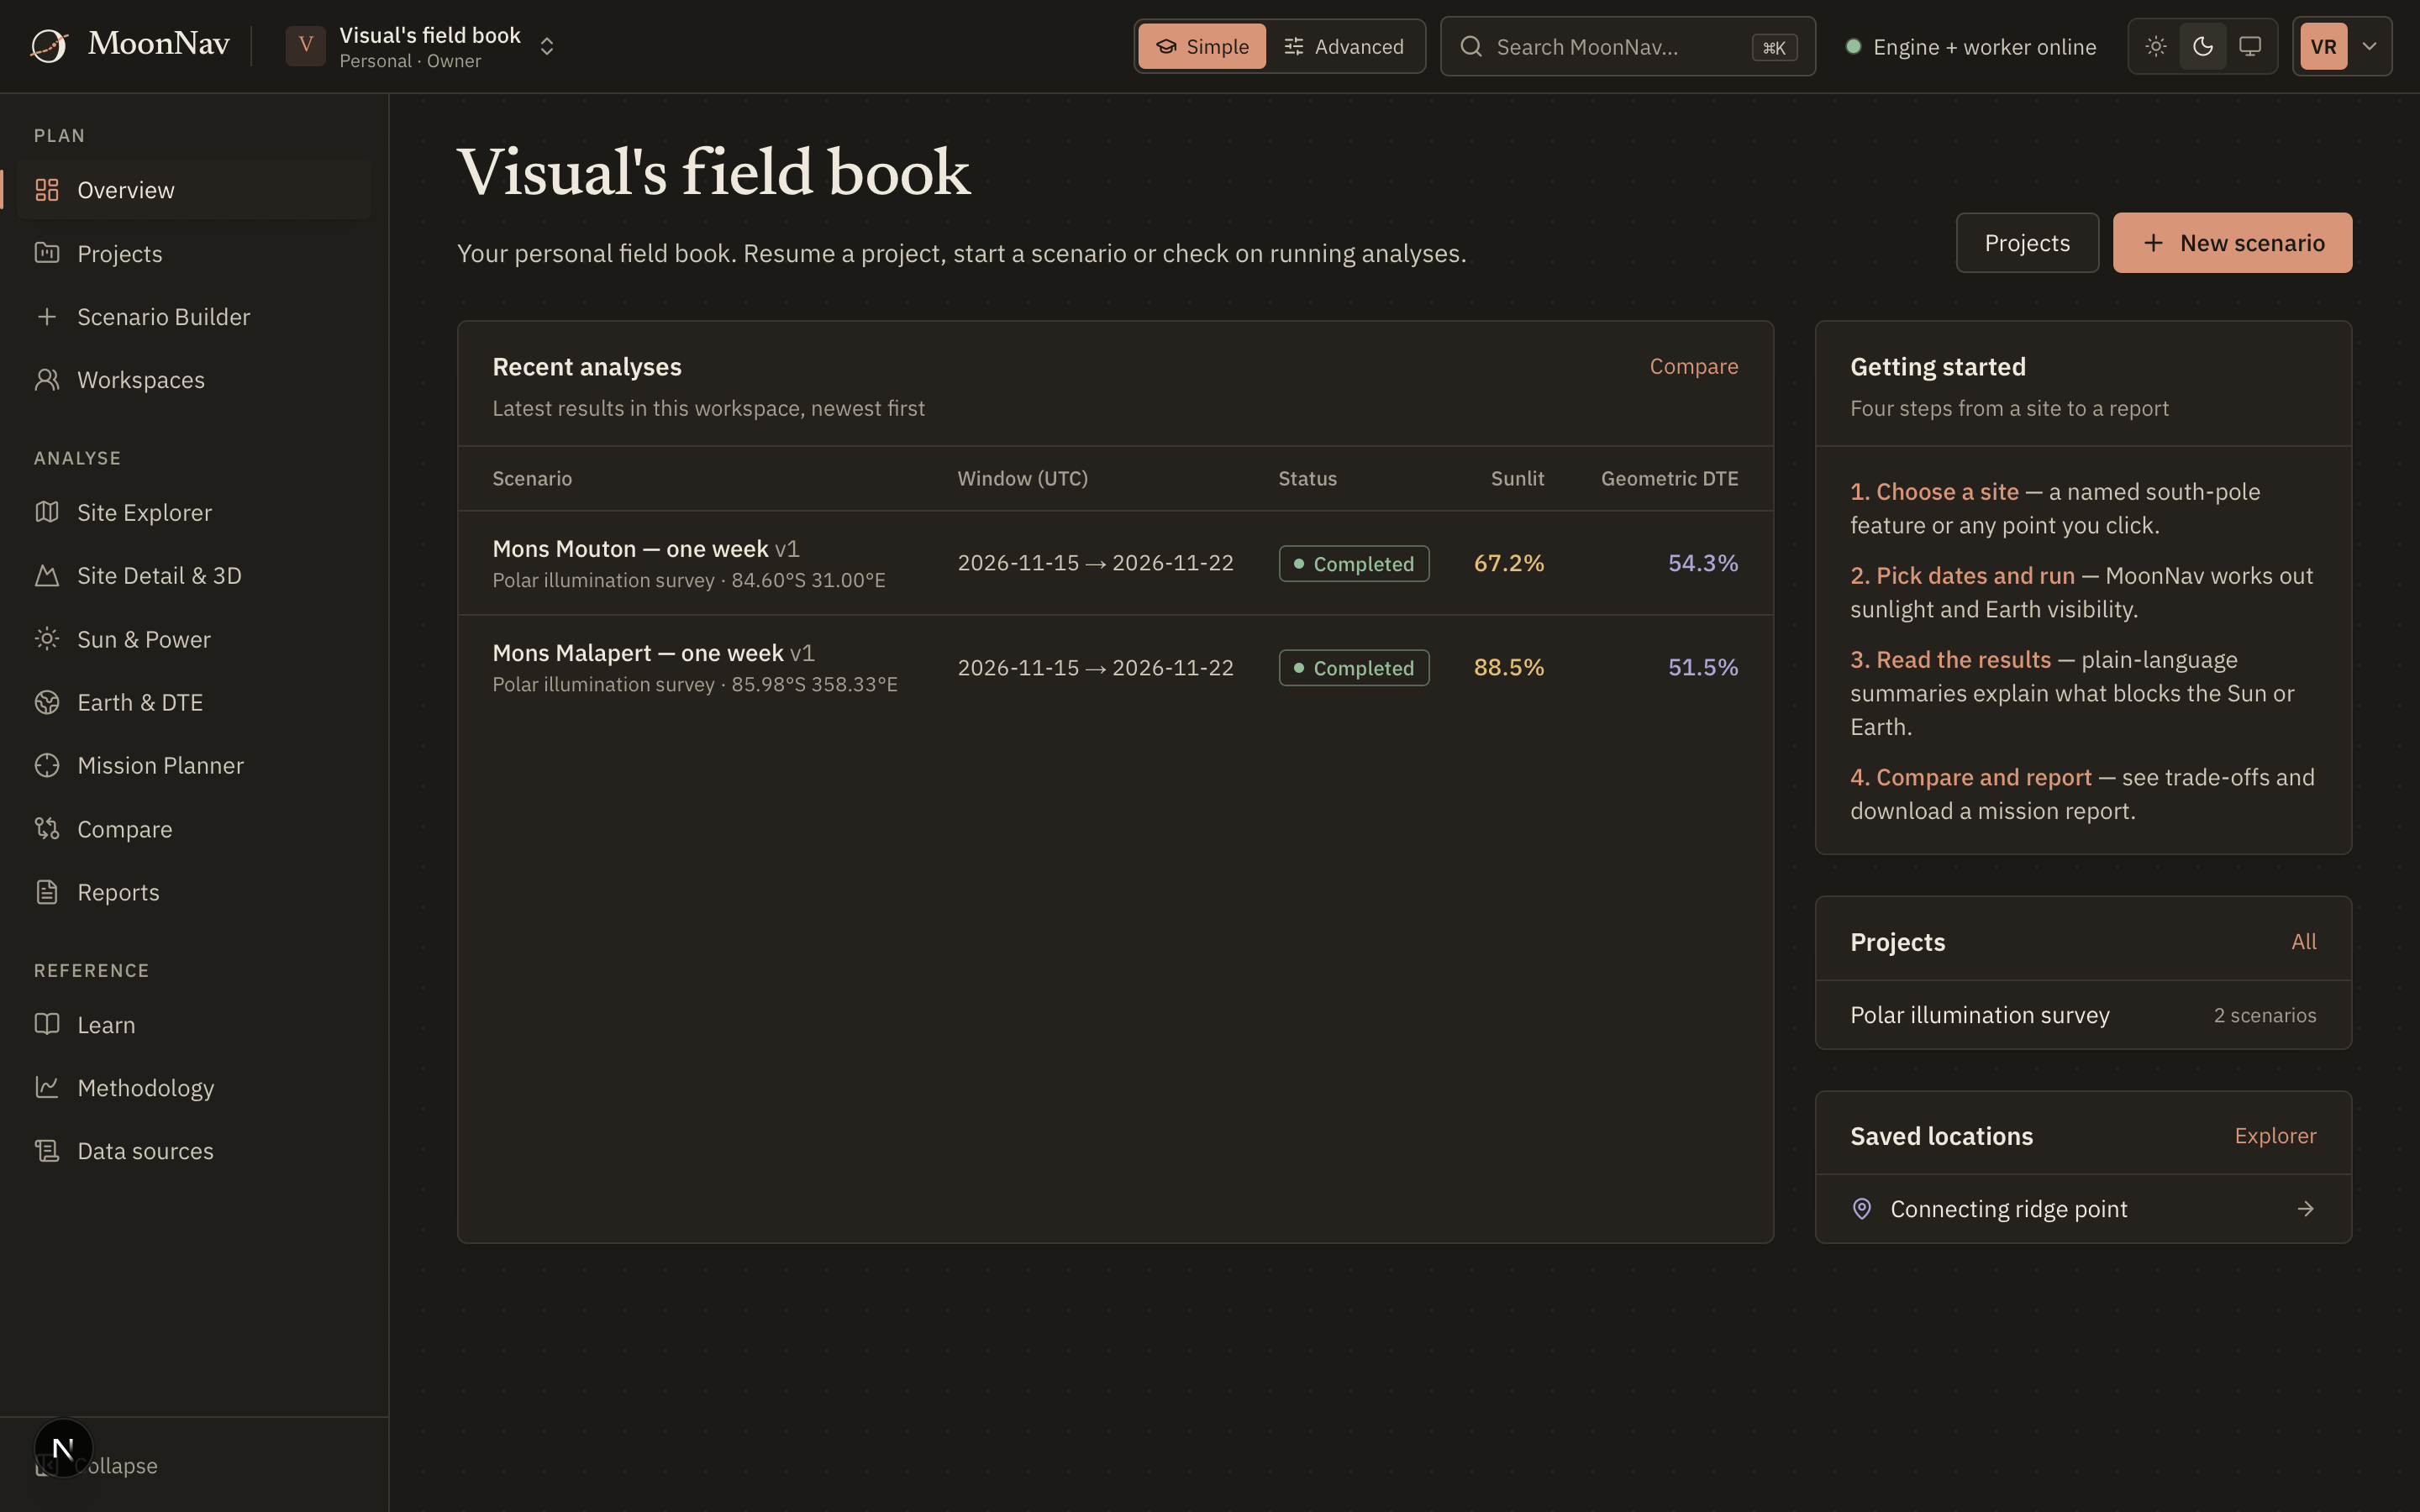 MoonNav
V
Visual's field book
Personal · Owner
Simple
Advanced
Search MoonNav...
⌘K
Engine + worker online
VR
PLAN
Overview
Projects
Scenario Builder
Workspaces
ANALYSE
Site Explorer
Site Detail & 3D
Sun & Power
Earth & DTE
Mission Planner
Compare
Reports
REFERENCE
Learn
Methodology
Data sources
N
ollapse
Visual's field book
Your personal field book. Resume a project, start a scenario or check on running analyses.
Projects
+ New scenario
Recent analyses
Compare
Latest results in this workspace, newest first
Scenario Window (UTC) Status Sunlit Geometric DTE
Mons Mouton — one week v1
Polar illumination survey · 84.60°S 31.00°E
2026-11-15 → 2026-11-22 Completed 67.2% 54.3%
Mons Malapert — one week v1
Polar illumination survey · 85.98°S 358.33°E
2026-11-15 → 2026-11-22 Completed 88.5% 51.5%
Getting started
Four steps from a site to a report
1. Choose a site — a named south-pole
feature or any point you click.
2. Pick dates and run — MoonNav works out
sunlight and Earth visibility.
3. Read the results — plain-language
summaries explain what blocks the Sun or
Earth.
4. Compare and report — see trade-offs and
download a mission report.
Projects
All
Polar illumination survey
2 scenarios
Saved locations
Explorer
Connecting ridge point